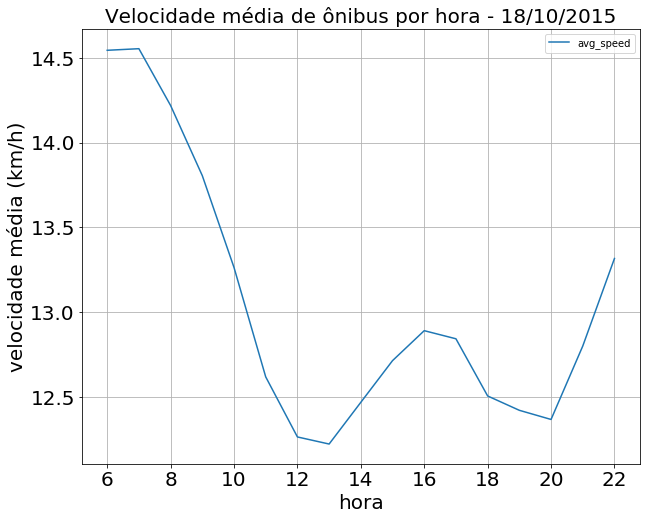 Velocidade média de ônibus por hora - 18/10/2015
avg_speed
velocidade média (km/h)
14.5
14.0
13.5
13.0
12.5
6 8 10 12 14 16 18 20 22
hora